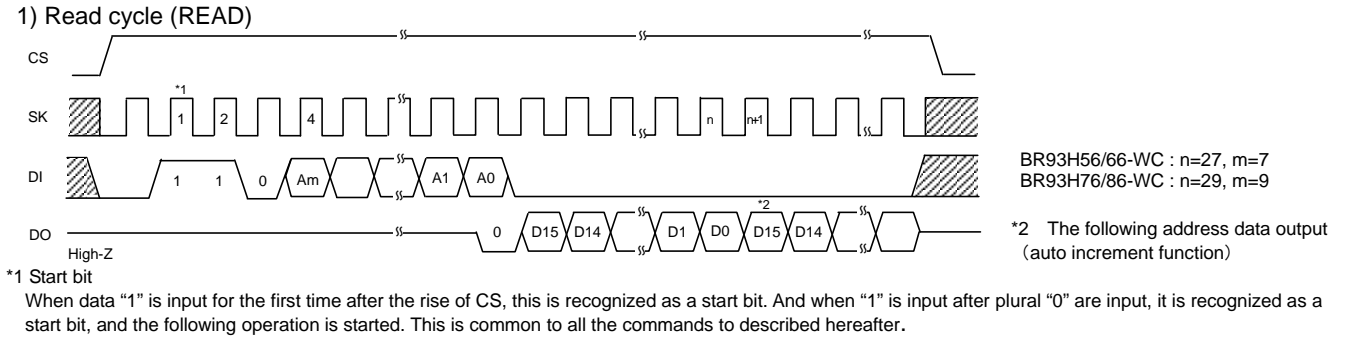 1) Read cycle (READ)
CS
*1
SK
1 2 4 n n+1
DI
1 1 0 Am A1 A0
BR93H56/66-WC : n=27, m=7
BR93H76/86-WC : n=29, m=9
*2
DO
0 D15 D14 D1 D0 D15 D14
High-Z
*2 The following address data output
（auto increment function）
*1 Start bit
When data “1” is input for the first time after the rise of CS, this is recognized as a start bit. And when “1” is input after plural “0” are input, it is recognized as a
start bit, and the following operation is started. This is common to all the commands to described hereafter.